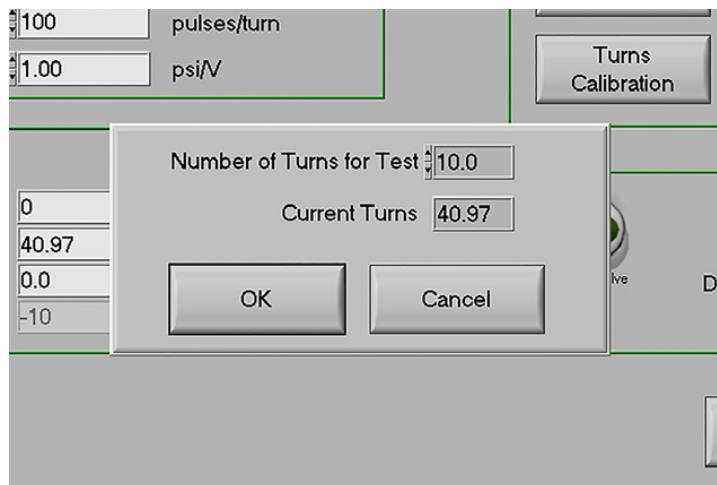 100 pulses/turn
1.00 psi/V
Turns
Calibration
Number of Turns for Test 10.0
Current Turns 40.97
0
40.97
0.0
-10
OK Cancel
lve
D